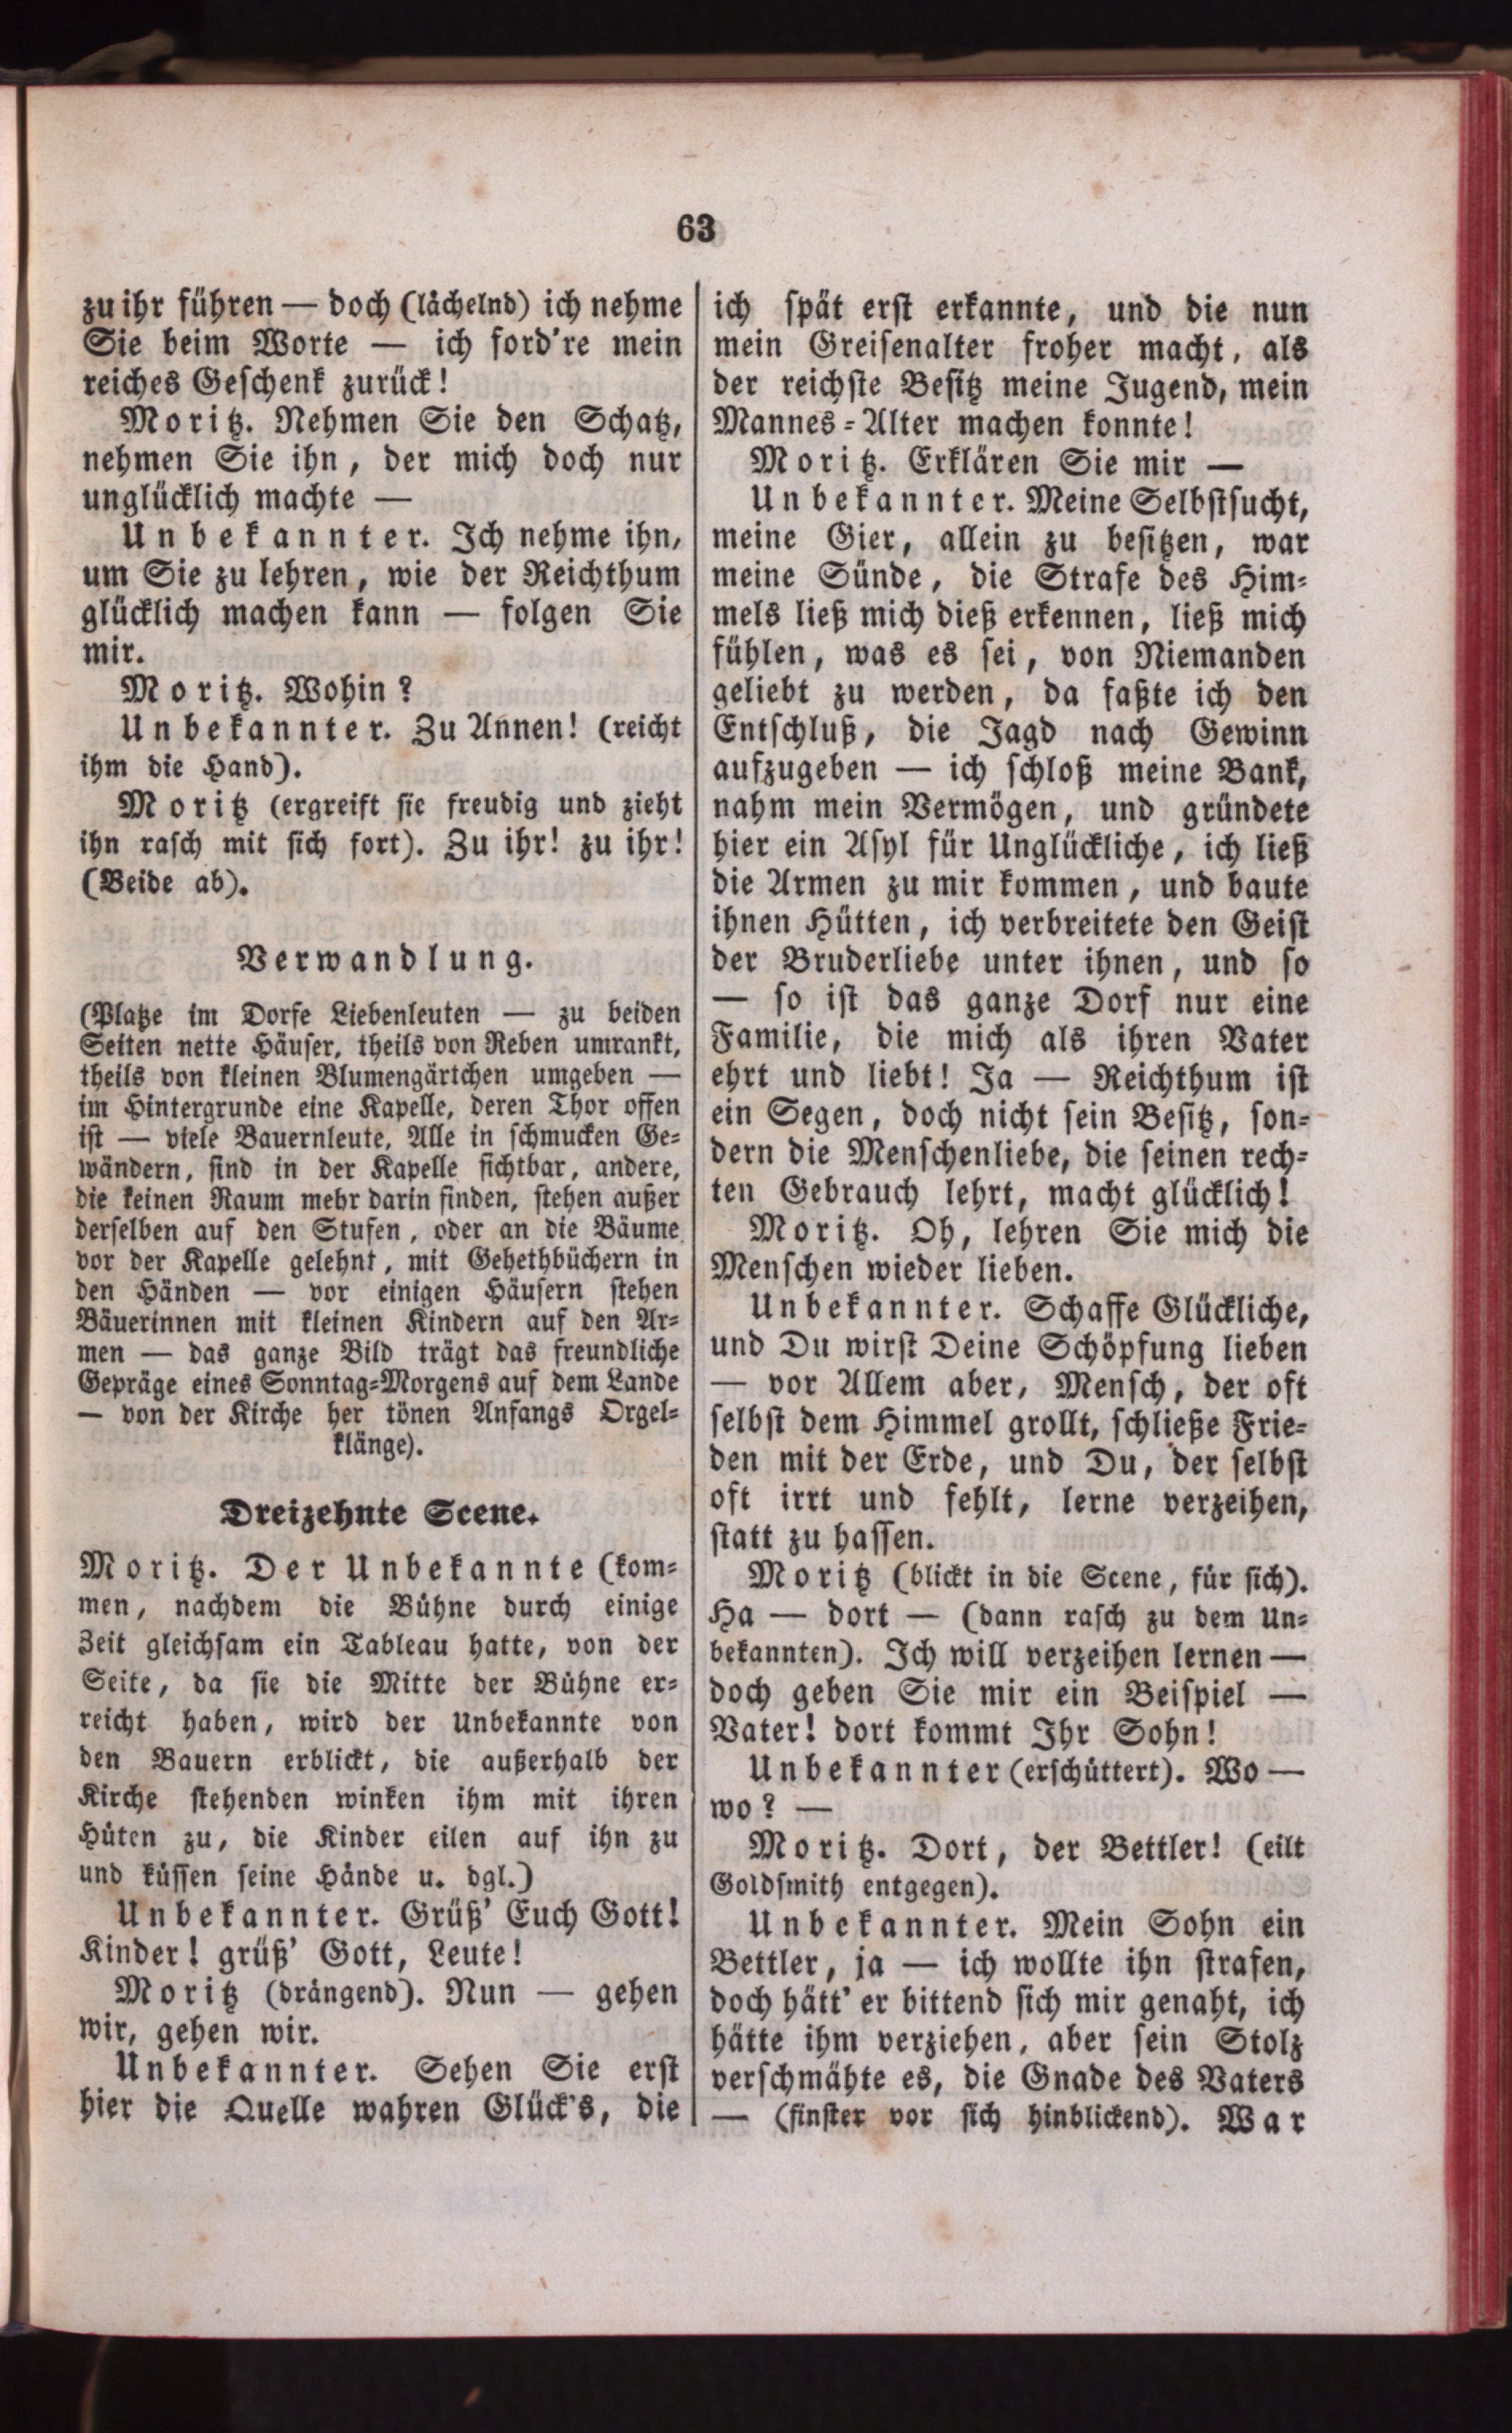 63
zu ihr führen — doch (lächelnd) ich nehme
Sie beim Worte — ich ford're mein
reiches Geschenk zurück!
Moritz. Nehmen Sie den Schatz,
nehmen Sie ihn, der mich doch nur
unglücklich machte —
Unbekannter. Ich nehme ihn,
um Sie zu lehren, wie der Reichthum
glücklich machen kann — folgen Sie
mir.
Moritz. Wohin?
Unbekannter. Zu Annen! (reicht
ihm die Hand).
Moritz (ergreift sie freudig und zieht
ihn rasch mit sich fort). Zu ihr! zu ihr!
(Beide ab).
Verwandlung.
(Platze im Dorfe Liebenleuten — zu beiden
Seiten nette Häuser, theils von Reben umrankt,
theils von kleinen Blumengärtchen umgeben —
im Hintergrunde eine Kapelle, deren Thor offen
ist — viele Bauernleute, Alle in schmucken Ge-
wändern, sind in der Kapelle sichtbar, andere,
die keinen Raum mehr darin finden, stehen außer
derselben auf den Stufen, oder an die Bäume
vor der Kapelle gelehnt, mit Gehethbüchern in
den Händen — vor einigen Häusern stehen
Bäuerinnen mit kleinen Kindern auf den Ar-
men — das ganze Bild trägt das freundliche
Gepräge eines Sonntag-Morgens auf dem Lande
— von der Kirche her tönen Anfangs Orgel-
klänge).
Dreizehnte Scene.
Moritz. Der Unbekannte (kom-
men, nachdem die Bühne durch einige
Zeit gleichsam ein Tableau hatte, von der
Seite, da sie die Mitte der Bühne er-
reicht haben, wird der Unbekannte von
den Bauern erblickt, die außerhalb der
Kirche stehenden winken ihm mit ihren
Hüten zu, die Kinder eilen auf ihn zu
und küssen seine Hände u. dgl.)
Unbekannter. Grüß' Euch Gott!
Kinder! grüß' Gott, Leute!
Moritz (drängend). Nun — gehen
wir, gehen wir.
Unbekannter. Sehen Sie erst
hier die Quelle wahren Glück's, die
ich spät erst erkannte, und die nun
mein Greisenalter froher macht, als
der reichste Besitz meine Jugend, mein
Mannes-Alter machen konnte!
Moritz. Erklären Sie mir —
Unbekannter. Meine Selbstsucht,
meine Gier, allein zu besitzen, war
meine Sünde, die Strafe des Him-
mels ließ mich dieß erkennen, ließ mich
fühlen, was es sei, von Niemanden
geliebt zu werden, da faßte ich den
Entschluß, die Jagd nach Gewinn
aufzugeben — ich schloß meine Bank,
nahm mein Vermögen, und gründete
hier ein Asyl für Unglückliche, ich ließ
die Armen zu mir kommen, und baute
ihnen Hütten, ich verbreitete den Geist
der Bruderliebe unter ihnen, und so
— so ist das ganze Dorf nur eine
Familie, die mich als ihren Vater
ehrt und liebt! Ja — Reichthum ist
ein Segen, doch nicht sein Besitz, son-
dern die Menschenliebe, die seinen rech-
ten Gebrauch lehrt, macht glücklich!
Moritz. Oh, lehren Sie mich die
Menschen wieder lieben.
Unbekannter. Schaffe Glückliche,
und Du wirst Deine Schöpfung lieben
— vor Allem aber, Mensch, der oft
selbst dem Himmel grollt, schließe Frie-
den mit der Erde, und Du, der selbst
oft irrt und fehlt, lerne verzeihen,
statt zu hassen.
Moritz (blickt in die Scene, für sich).
Ha — dort — (dann rasch zu dem Un-
bekannten). Ich will verzeihen lernen —
doch geben Sie mir ein Beispiel —
Vater! dort kommt Ihr Sohn!
Unbekannter (erschüttert). Wo —
wo? —
Moritz. Dort, der Bettler! (eilt
Goldsmith entgegen).
Unbekannter. Mein Sohn ein
Bettler, ja — ich wollte ihn strafen,
doch hätt' er bittend sich mir genaht, ich
hätte ihm verziehen, aber sein Stolz
verschmähte es, die Gnade des Vaters
— (finster vor sich hinblickend). War